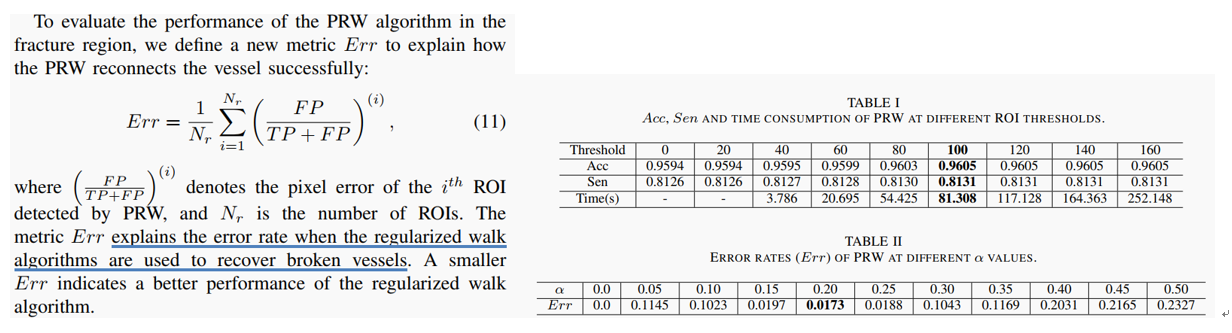 To evaluate the performance of the PRW algorithm in the
fracture region, we define a new metric Err to explain how
the PRW reconnects the vessel successfully:
Err = \frac{1}{N_r} \sum_{i=1}^{N_r} \left( \frac{FP}{TP + FP} \right)^{(i)}, (11)
where \left( \frac{FP}{TP+FP} \right)^{(i)} denotes the pixel error of the i^{th} ROI
detected by PRW, and N_r is the number of ROIs. The
metric Err explains the error rate when the regularized walk
algorithms are used to recover broken vessels. A smaller
Err indicates a better performance of the regularized walk
algorithm.
TABLE I
Acc, Sen AND TIME CONSUMPTION OF PRW AT DIFFERENT ROI THRESHOLDS.
Threshold 0 20 40 60 80 100 120 140 160
Acc 0.9594 0.9594 0.9595 0.9599 0.9603 0.9605 0.9605 0.9605 0.9605
Sen 0.8126 0.8126 0.8127 0.8128 0.8130 0.8131 0.8131 0.8131 0.8131
Time(s) - - 3.786 20.695 54.425 81.308 117.128 164.363 252.148
TABLE II
ERROR RATES (Err) OF PRW AT DIFFERENT α VALUES.
α 0.0 0.05 0.10 0.15 0.20 0.25 0.30 0.35 0.40 0.45 0.50
Err 0.0 0.1145 0.1023 0.0197 0.0173 0.0188 0.1043 0.1169 0.2031 0.2165 0.2327